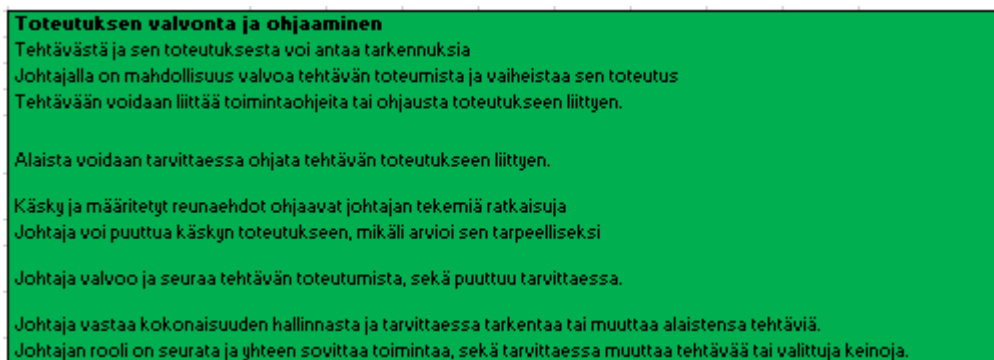 Toteutuksen valvonta ja ohjaaminen
Tehtävästä ja sen toteutuksesta voi antaa tarkennuksia
Johtajalla on mahdollisuus valvoa tehtävän toteumista ja vaiheistaa sen toteutus
Tehtävään voidaan liittää toimintaohjeita tai ohjausta toteutukseen liittyen.
Alaista voidaan tarvittaessa ohjata tehtävän toteutukseen liittyen.
Käsky ja määritetyt reunaehdot ohjaavat johtajan tekemiä ratkaisuja
Johtaja voi puuttua käskyn toteutukseen, mikäli arvioi sen tarpeelliseksi
Johtaja valvoo ja seuraa tehtävän toteutumista, sekä puuttuu tarvittaessa.
Johtaja vastaa kokonaisuuden hallinnasta ja tarvittaessa tarkentaa tai muuttaa alaistensa tehtäviä.
Johtajan rooli on seurata ja yhteen sovittaa toimintaa, sekä tarvittaessa muuttaa tehtävää tai valittuja keinoja.